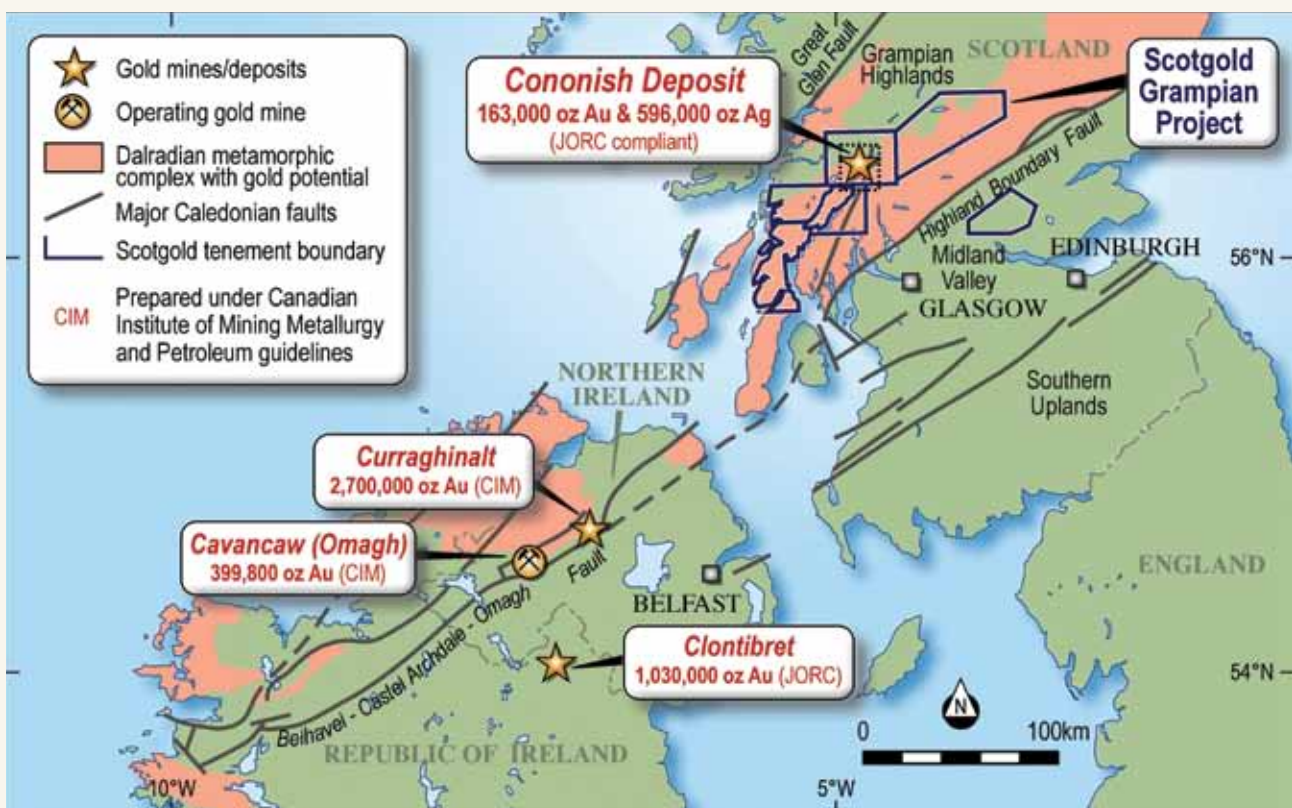 Gold mines/deposits
Operating gold mine
Dalradian metamorphic
complex with gold potential
Major Caledonian faults
Scotgold tenement boundary
CIM
Prepared under Canadian
Institute of Mining Metallurgy
and Petroleum guidelines
Great
Glen Fault
Grampian
Highlands
SCOTLAND
Cononish Deposit
163,000 oz Au & 596,000 oz Ag
(JORC compliant)
Scotgold
Grampian
Project
Highland Boundary Fault
Midland
Valley
EDINBURGH
GLASGOW
56°N
Southern
Uplands
NORTHERN
IRELAND
Curraghinalt
2,700,000 oz Au (CIM)
Cavancaw (Omagh)
399,800 oz Au (CIM)
Belhavel - Castel Archdale - Omagh Fault
BELFAST
ENGLAND
Clontibret
1,030,000 oz Au (JORC)
54°N
REPUBLIC OF IRELAND
N
0 100km
10°W
5°W